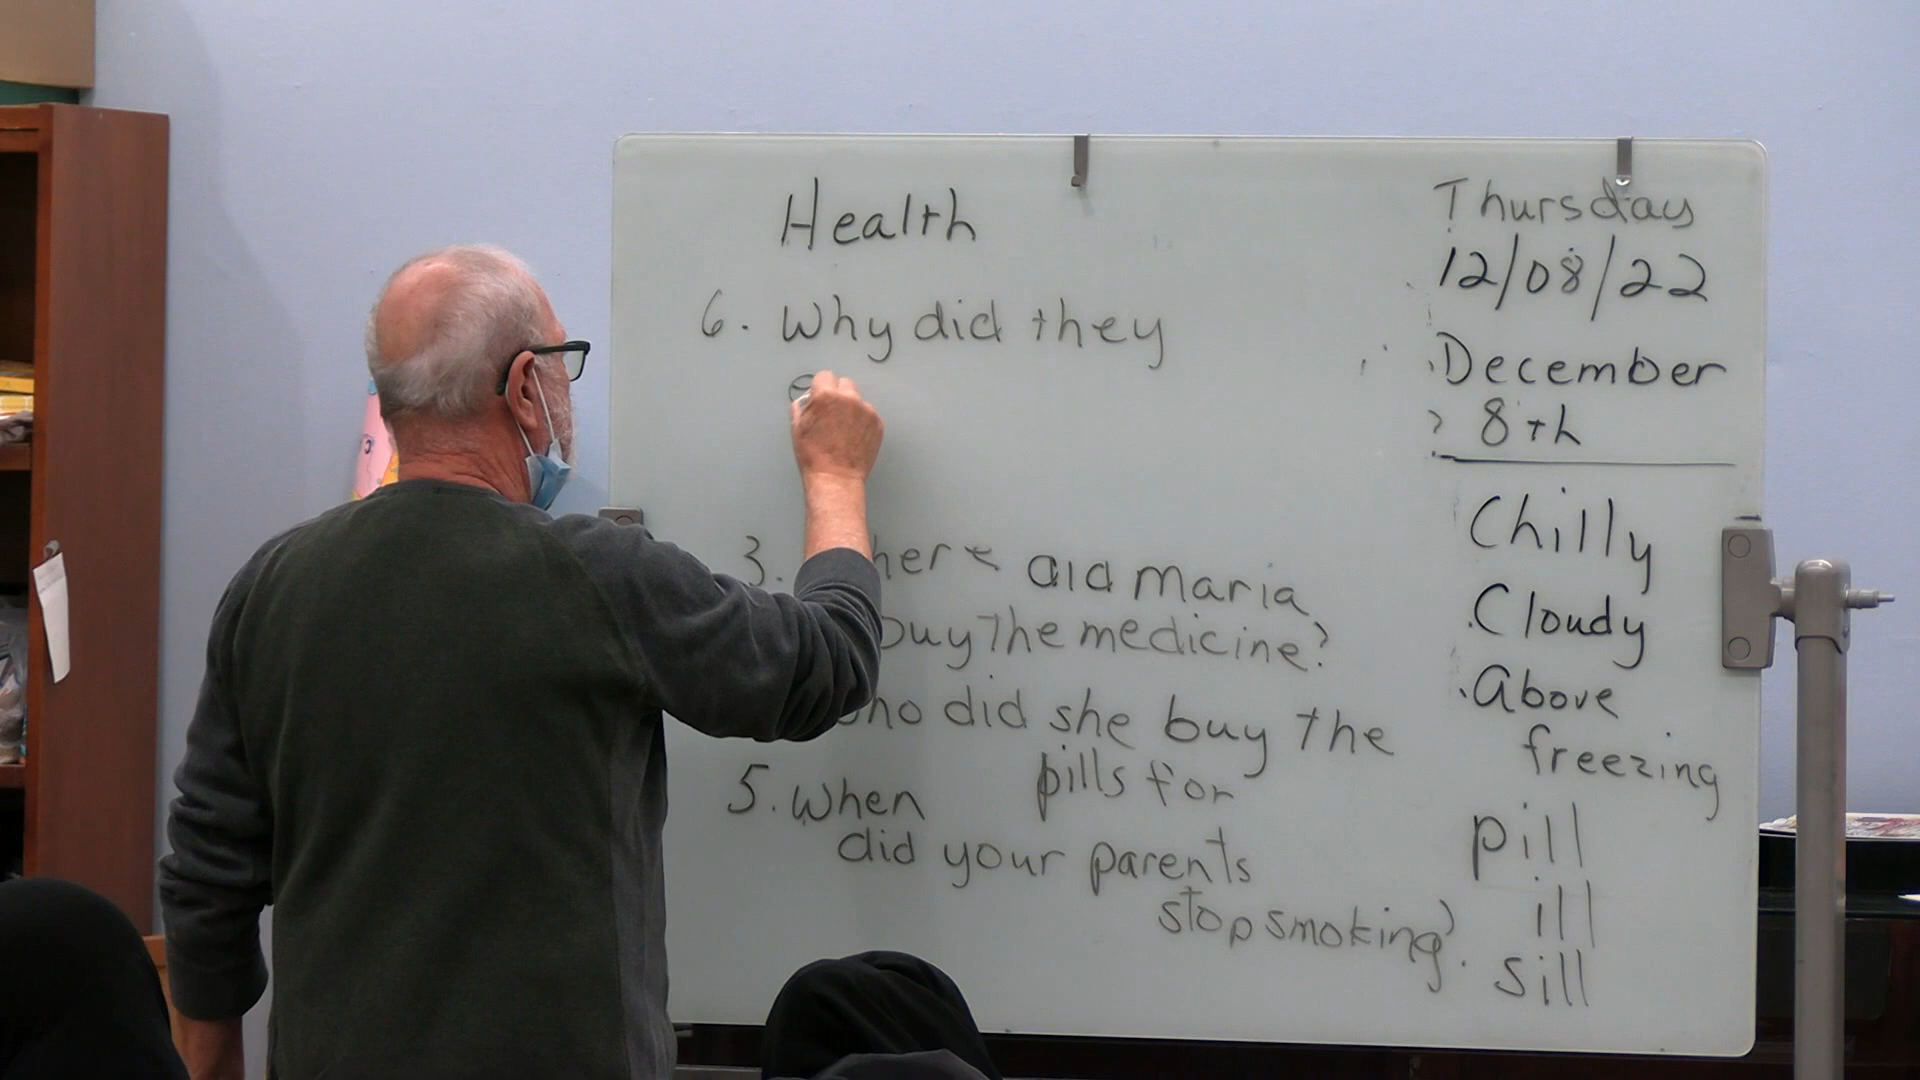 Health
6. Why did they
3. here did Maria
buy the medicine?
who did she buy the
pills for
5. When
did your parents
stop smoking?
Thursday
12/08/22
December
8th
Chilly
Cloudy
Above
freezing
pill
ill
sill